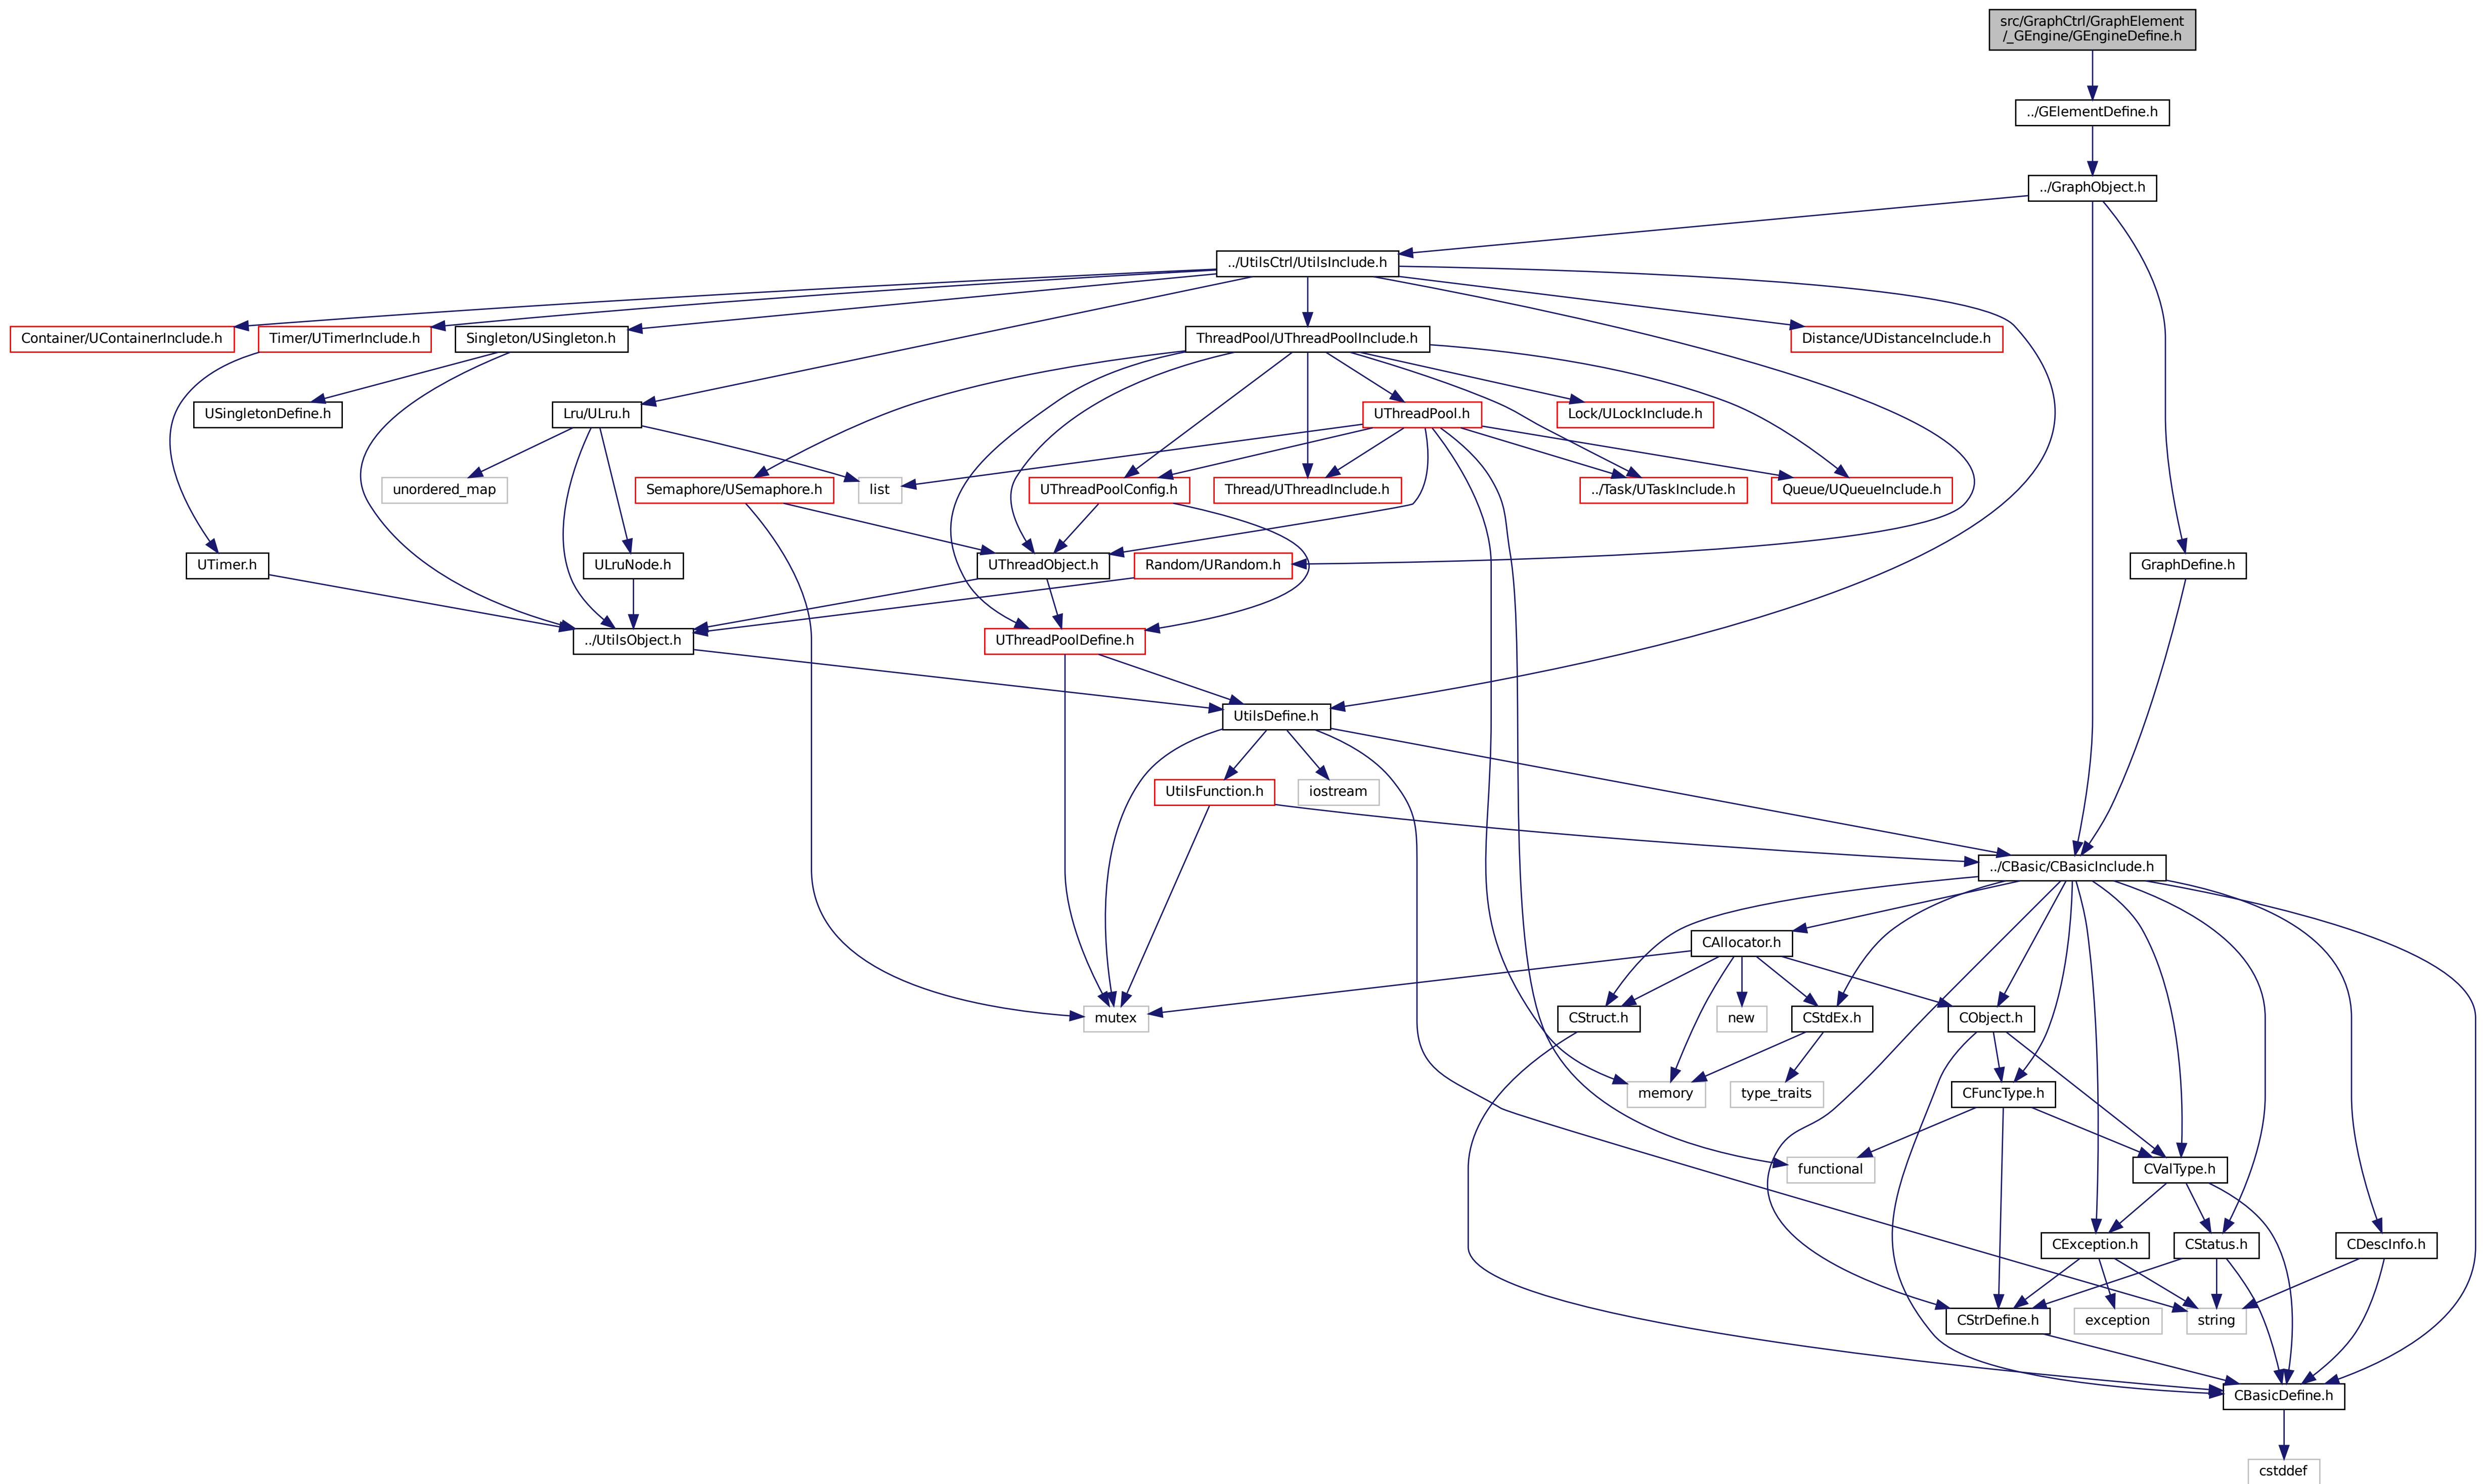 src/GraphCtrl/GraphElement
/_GEngine/GEngineDefine.h
../GElementDefine.h
../GraphObject.h
../UtilsCtrl/UtilsInclude.h
Container/UContainerInclude.h
Timer/UTimerInclude.h
Singleton/USingleton.h
ThreadPool/UThreadPoolInclude.h
Distance/UDistanceInclude.h
USingletonDefine.h
Lru/ULru.h
UThreadPool.h
Lock/ULockInclude.h
unordered_map
Semaphore/USemaphore.h
list
UThreadPoolConfig.h
Thread/UThreadInclude.h
../Task/UTaskInclude.h
Queue/UQueueInclude.h
UTimer.h
ULruNode.h
UThreadObject.h
Random/URandom.h
GraphDefine.h
../UtilsObject.h
UThreadPoolDefine.h
UtilsDefine.h
UtilsFunction.h
iostream
../CBasic/CBasicInclude.h
CAllocator.h
mutex
CStruct.h
new
CStdEx.h
CObject.h
memory
type_traits
CFuncType.h
functional
CValType.h
CException.h
CStatus.h
CDescInfo.h
CStrDefine.h
exception
string
CBasicDefine.h
cstddef